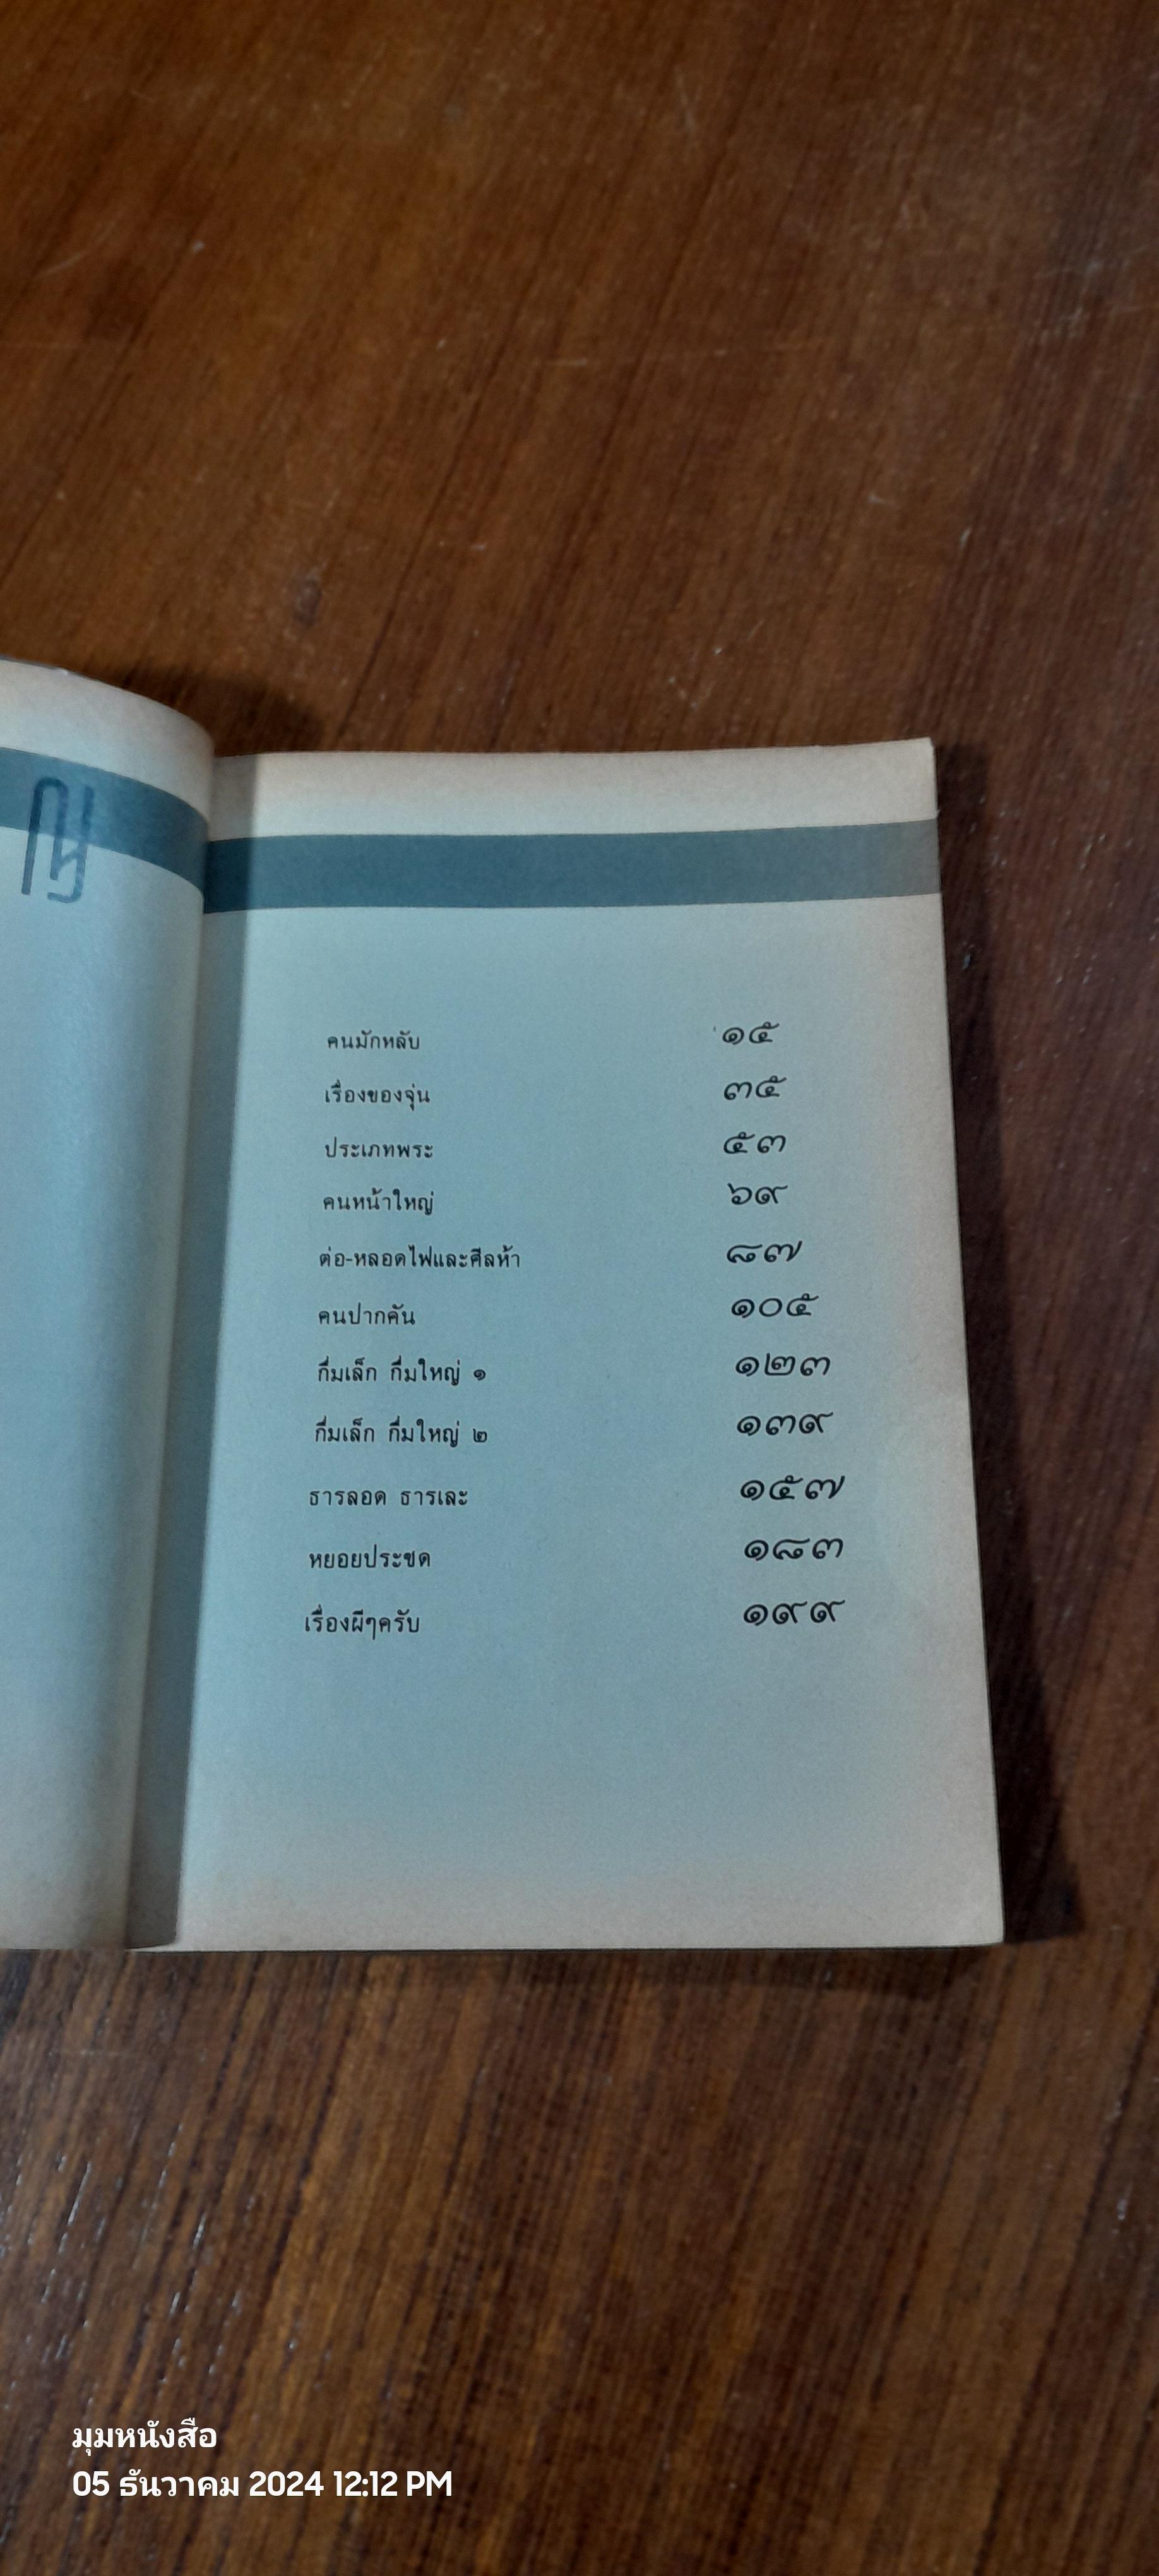 ญ
คนมักหลับ ๑๕
เรื่องของจุ่น ๓๕
ประเภทพระ ๕๓
คนหน้าใหญ่ ๖๙
ต่อ-หลอดไฟและศีลห้า ๘๗
คนปากคัน ๑๐๕
กื่มเล็ก กื่มใหญ่ ๑ ๑๒๓
กื่มเล็ก กื่มใหญ่ ๒ ๑๓๙
ธารลอด ธารเละ ๑๕๗
หยอยประชด ๑๘๓
เรื่องผีๆครับ ๑๙๙
มุมหนังสือ
05 ธันวาคม 2024 12:12 PM